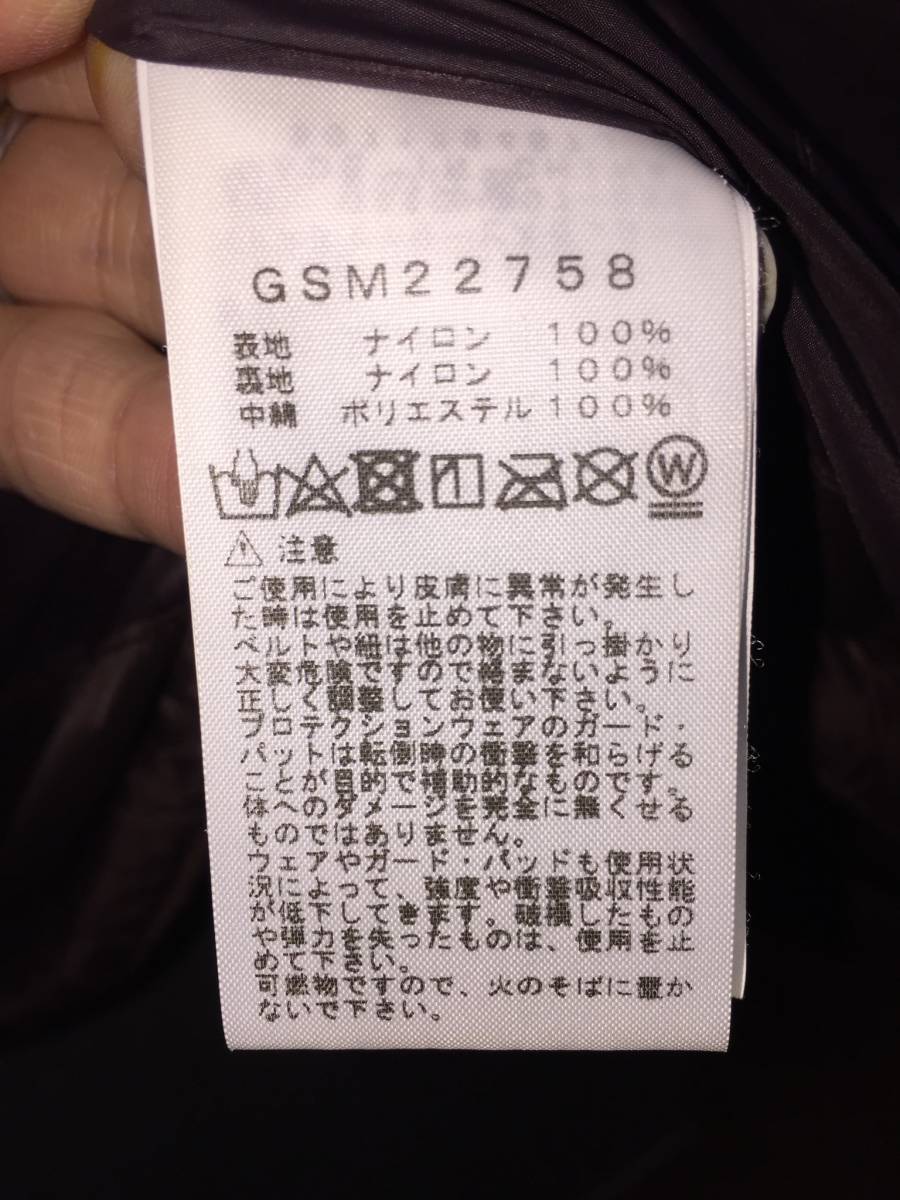 GSM22758
表地 ナイロン 100%
裏地 ナイロン 100%
中綿 ポリエステル 100%
W
注意
ご使用により皮膚に異常が発生し
た時は使用を止めて下さい。
ベルトや紐は他の物に引っ掛かり
大変危険ですので絡まないように
正しく調整してお使い下さい。
プロテクションウェアのガード・
パットは転倒時の衝撃を和らげる
ことが目的で補助的なものです。
体へのダメージを完全に無くせる
ものではありません。
ウェアやガード・パッドも使用状
況によって、強度や衝撃吸収性能
が低下してきます。破損したもの
や弾力を失ったものは、使用を止
めて下さい。
可燃物ですので、火のそばに置か
ないで下さい。